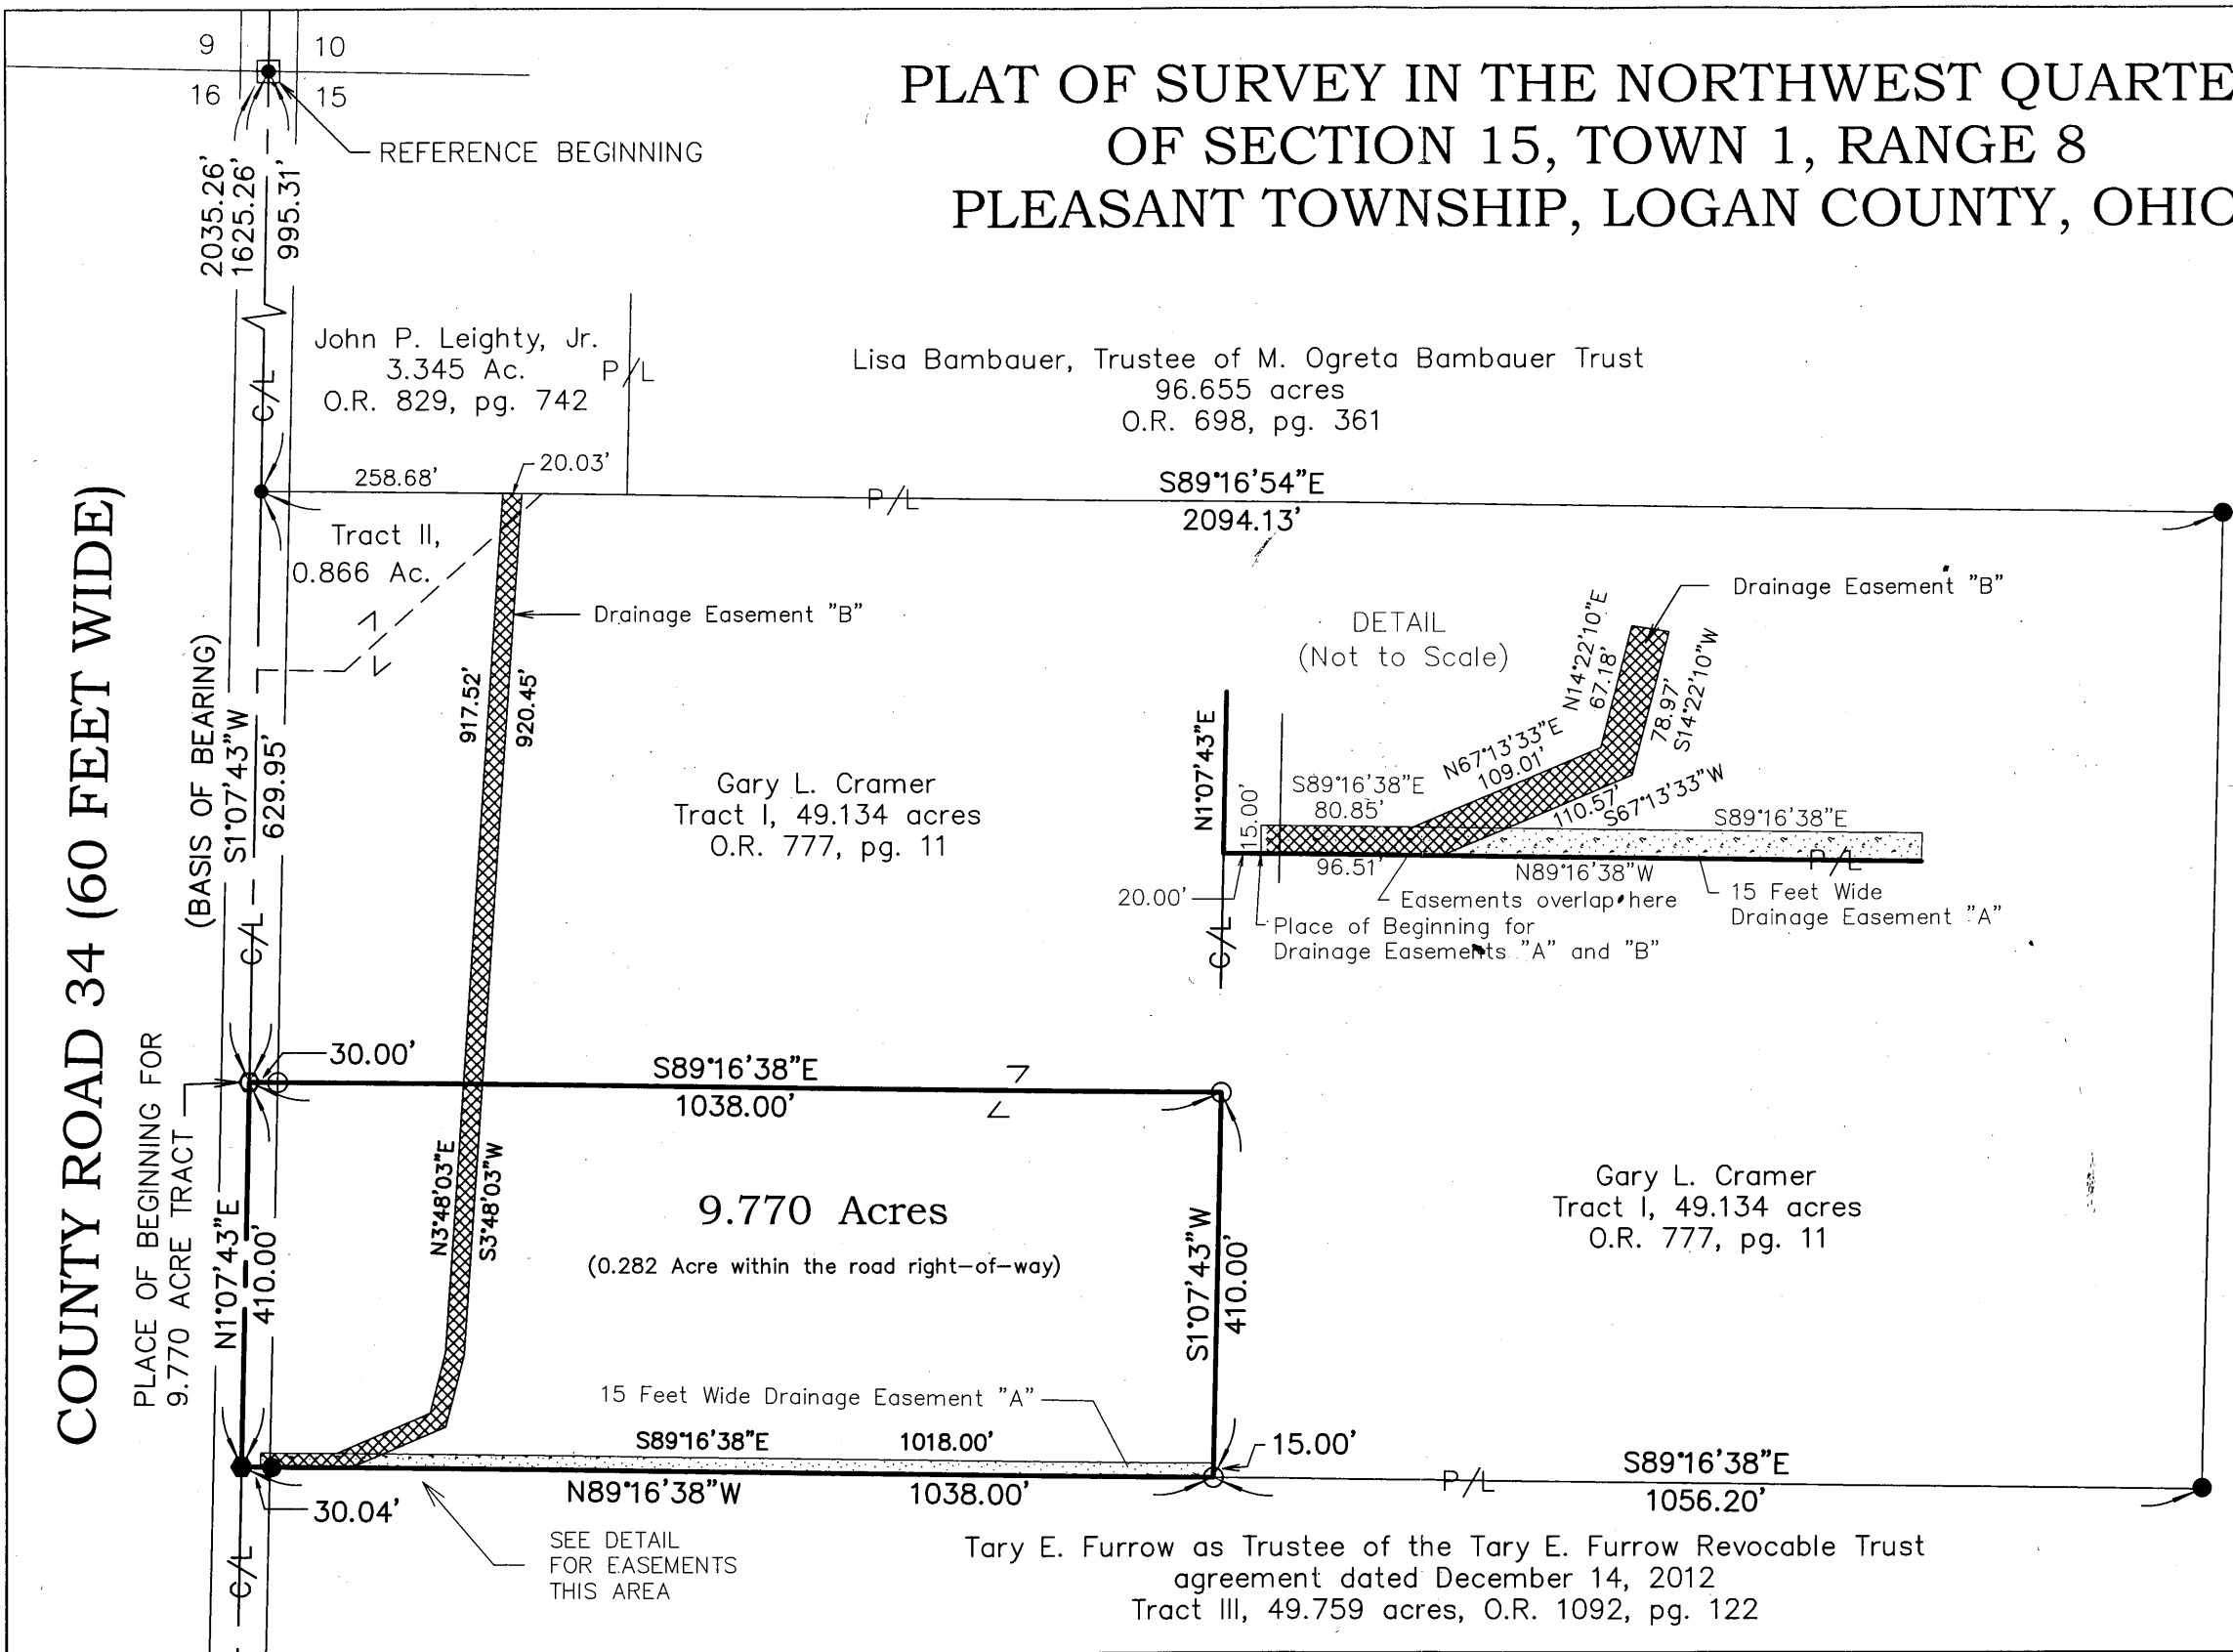 9
10
16
15
REFERENCE BEGINNING
PLAT OF SURVEY IN THE NORTHWEST QUARTE
OF SECTION 15, TOWN 1, RANGE 8
PLEASANT TOWNSHIP, LOGAN COUNTY, OHIO
2035.26'
1625.26'
995.31'
John P. Leighty, Jr.
3.345 Ac.
O.R. 829, pg. 742
P/L
Lisa Bambauer, Trustee of M. Ogreta Bambauer Trust
96.655 acres
O.R. 698, pg. 361
C/L
258.68'
20.03'
P/L
S89°16'54"E
2094.13'
Tract II,
0.866 Ac.
Drainage Easement "B"
COUNTY ROAD 34 (60 FEET WIDE)
(BASIS OF BEARING)
S1°07'43"W
629.95'
C/L
917.52'
920.45'
Gary L. Cramer
Tract I, 49.134 acres
O.R. 777, pg. 11
DETAIL
(Not to Scale)
Drainage Easement "B"
N14°22'10"E
67.18'
78.97'
S14°22'10"W
N67°13'33"E
109.01'
110.57'
S67°13'33"W
N1°07'43"E
15.00'
S89°16'38"E
80.85'
S89°16'38"E
96.51'
N89°16'38"W
P/L
20.00'
Easements overlap here
15 Feet Wide
Drainage Easement "A"
Place of Beginning for
Drainage Easements "A" and "B"
C/L
PLACE OF BEGINNING FOR
9.770 ACRE TRACT
30.00'
S89°16'38"E
1038.00'
N1°07'43"E
410.00'
N3°48'03"E
S3°48'03"W
9.770 Acres
(0.282 Acre within the road right-of-way)
S1°07'43"W
410.00'
Gary L. Cramer
Tract I, 49.134 acres
O.R. 777, pg. 11
15 Feet Wide Drainage Easement "A"
S89°16'38"E
1018.00'
15.00'
30.04'
N89°16'38"W
1038.00'
P/L
S89°16'38"E
1056.20'
SEE DETAIL
FOR EASEMENTS
THIS AREA
C/L
Tary E. Furrow as Trustee of the Tary E. Furrow Revocable Trust
agreement dated December 14, 2012
Tract III, 49.759 acres, O.R. 1092, pg. 122